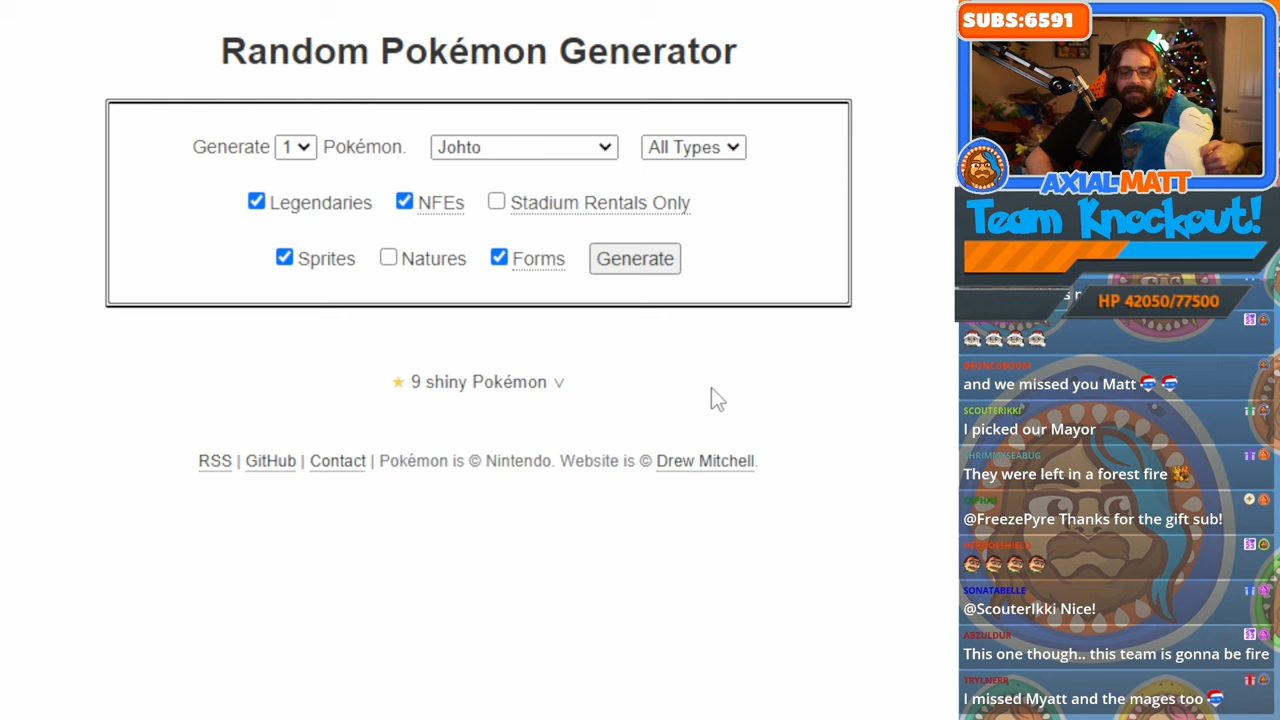 Random Pokémon Generator
Generate 1 Pokémon. Johto All Types
Legendaries NFEs Stadium Rentals Only
Sprites Natures Forms Generate
★ 9 shiny Pokémon
RSS | GitHub | Contact | Pokémon is © Nintendo. Website is © Drew Mitchell.
SUBS:6591
AXIAL-MATT
Team Knockout!
HP 42050/77500
BRUNCOBOOM
and we missed you Matt
SCOUTERIKKI
I picked our Mayor
They were left in a forest fire
@FreezePyre Thanks for the gift sub!
SONATABELLE
@ScouterIkki Nice!
ABZULDUR
This one though.. this team is gonna be fire
TRYLNERR
I missed Myatt and the mages too